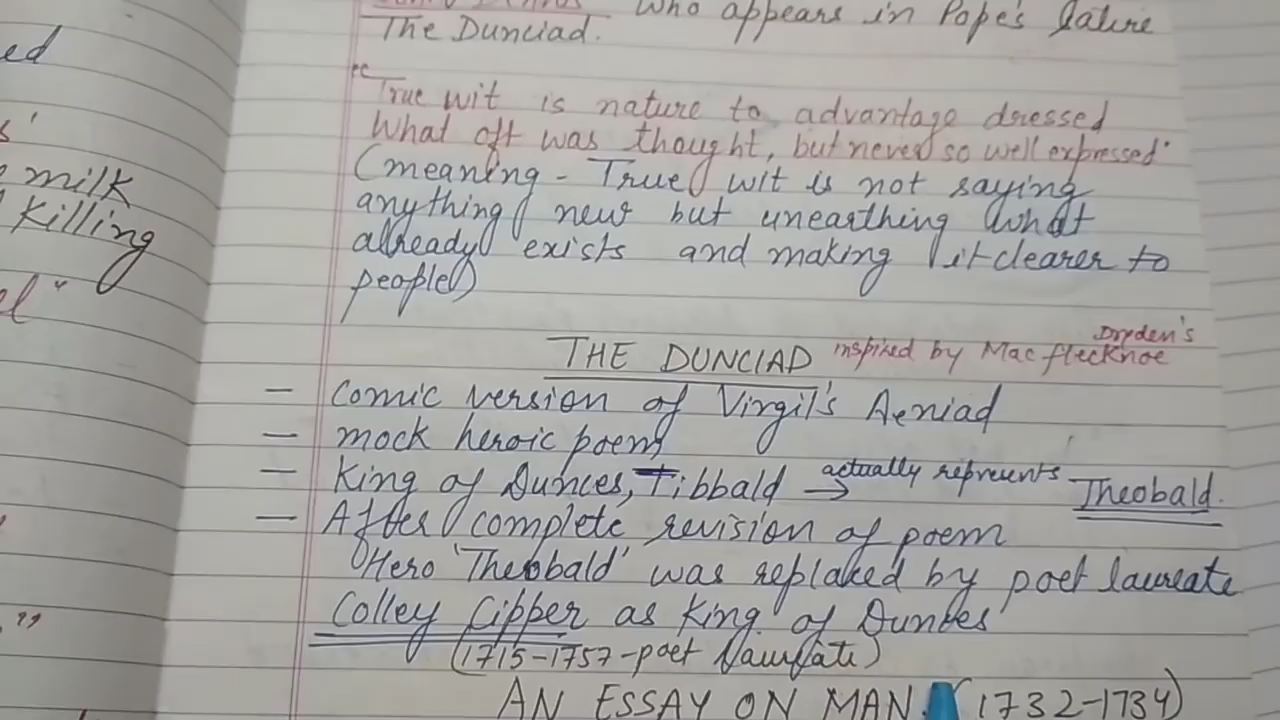 ed
s'
milk
Killing
el"
"
who appears in Pope's Satire
The Dunciad.
"True wit is nature to advantage dressed
What oft was thought, but never so well expressed"
(meaning - True wit is not saying
anything new but unearthing what
already exists and making it clearer to
people)
THE DUNCIAD inspired by Dryden's Mac flecknoe
- Comic version of Virgil's Aeniad
- mock heroic poem
- King of Dunces, Tibbald → actually represents Theobald.
- After complete revision of poem
Hero 'Theobald' was replaced by poet laureate
Colley Cipper as King of Dunces
(1715-1757-poet laureate)
AN ESSAY ON MAN. (1732-1734)